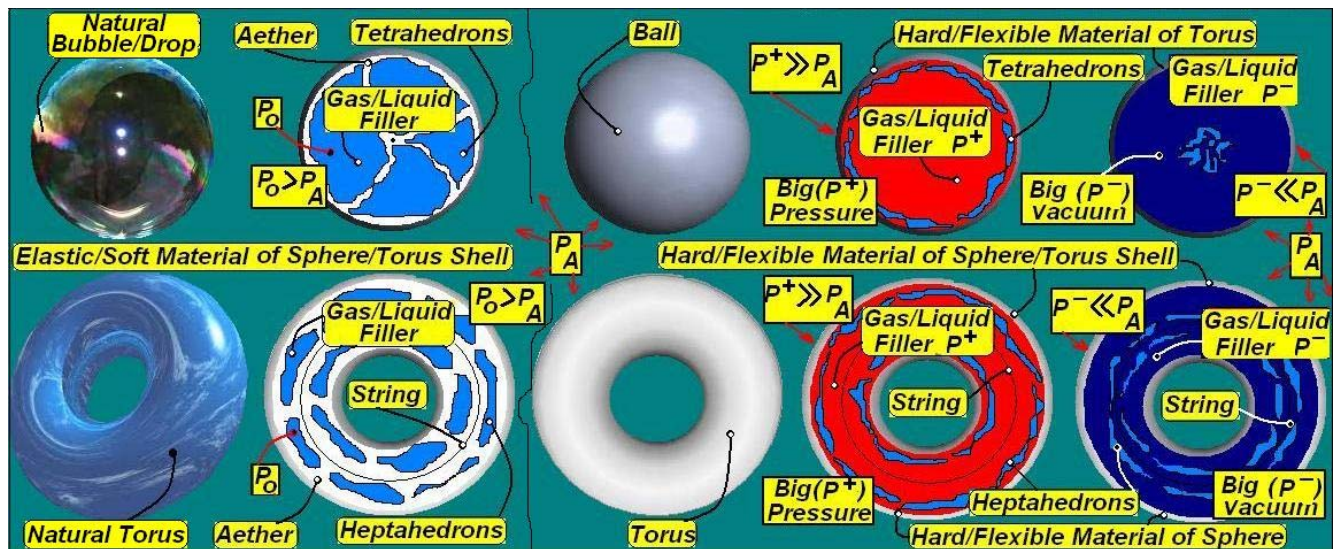 Natural
Bubble/Drop
Aether
Tetrahedrons
Gas/Liquid
Filler
Po
Po>PA
Ball
P+≫PA
Hard/Flexible Material of Torus
Tetrahedrons
Gas/Liquid
Filler P+
Big(P+)
Pressure
Gas/Liquid
Filler P−
Big (P−)
Vacuum
P−≪PA
Elastic/Soft Material of Sphere/Torus Shell
PA
Hard/Flexible Material of Sphere/Torus Shell
PA
Gas/Liquid
Filler
Po>PA
String
Po
Natural Torus
Aether
Heptahedrons
Torus
P+≫PA
Gas/Liquid
Filler P+
String
Big(P+)
Pressure
Heptahedrons
P−≪PA
Gas/Liquid
Filler P−
String
Big (P−)
Vacuum
Hard/Flexible Material of Sphere